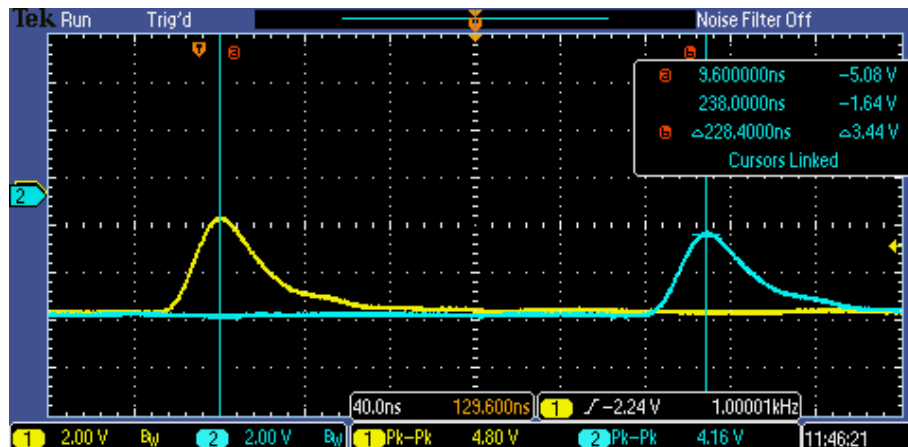 Tek Run Trig'd Noise Filter Off
T a b
a 9.600000ns −5.08 V
238.0000ns −1.64 V
b △228.4000ns △3.44 V
Cursors Linked
2
40.0ns 129.600ns 1 −2.24 V 1.00001kHz
1 2.00 V BW 2 2.00 V BW 1 Pk-Pk 4.80 V 2 Pk-Pk 4.16 V 11:46:21